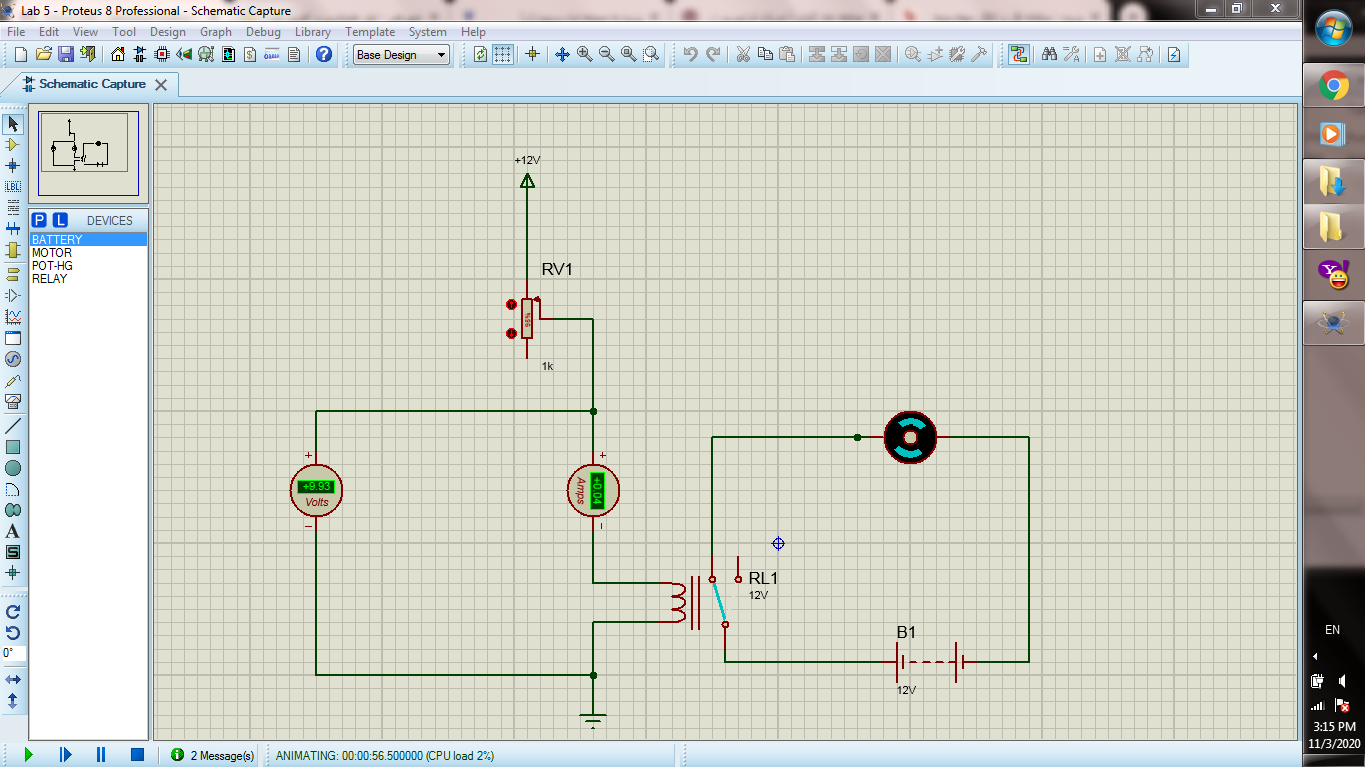 Lab 5 - Proteus 8 Professional - Schematic Capture
File Edit View Tool Design Graph Debug Library Template System Help
Base Design
Schematic Capture
P L DEVICES
BATTERY
MOTOR
POT-HG
RELAY
LBL
A
S
0°
+12V
RV1
1k
+9.93
Volts
+0.04
Amps
RL1
12V
B1
12V
EN
3:15 PM
11/3/2020
2 Message(s)
ANIMATING: 00:00:56.500000 (CPU load 2%)